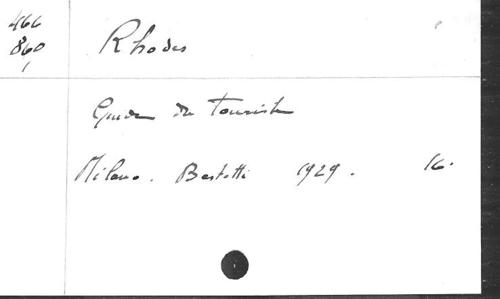 466
860
Rhodes
Guide du Touriste
Milano. Bestetti 1929. 16.